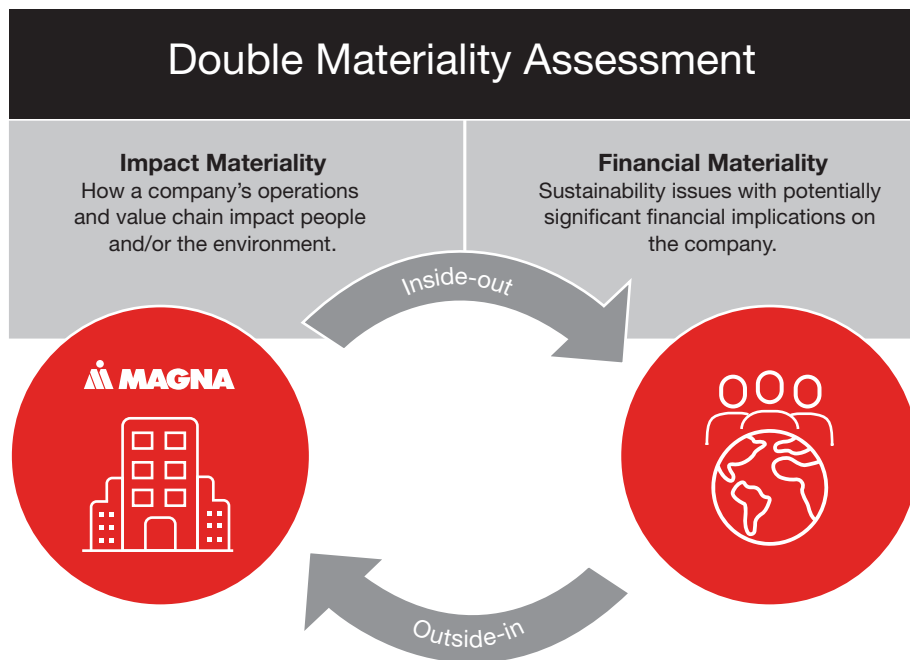 Double Materiality Assessment
Impact Materiality
How a company’s operations
and value chain impact people
and/or the environment.
Financial Materiality
Sustainability issues with potentially
significant financial implications on
the company.
Inside-out
MAGNA
Outside-in